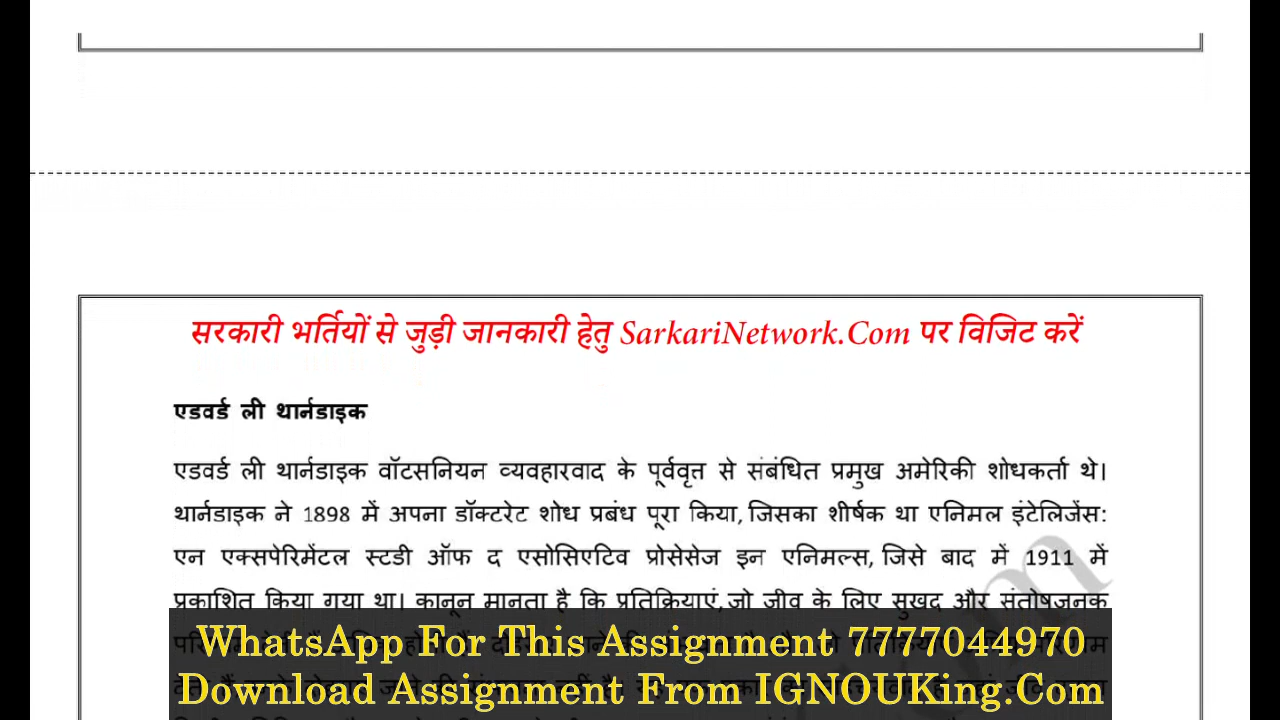 सरकारी भर्तियों से जुड़ी जानकारी हेतु SarkariNetwork.Com पर विजिट करें
एडवर्ड ली थार्नडाइक
एडवर्ड ली थार्नडाइक वॉटसनियन व्यवहारवाद के पूर्ववृत्त से संबंधित प्रमुख अमेरिकी शोधकर्ता थे।
थार्नडाइक ने 1898 में अपना डॉक्टरेट शोध प्रबंध पूरा किया, जिसका शीर्षक था एनिमल इंटेलिजेंस:
एन एक्सपेरिमेंटल स्टडी ऑफ द एसोसिएटिव प्रोसेसेज इन एनिमल्स, जिसे बाद में 1911 में
प्रकाशित किया गया था। कानून मानता है कि प्रतिक्रियाएं, जो जीव के लिए सुखद और संतोषजनक
WhatsApp For This Assignment 7777044970
Download Assignment From IGNOUKing.Com